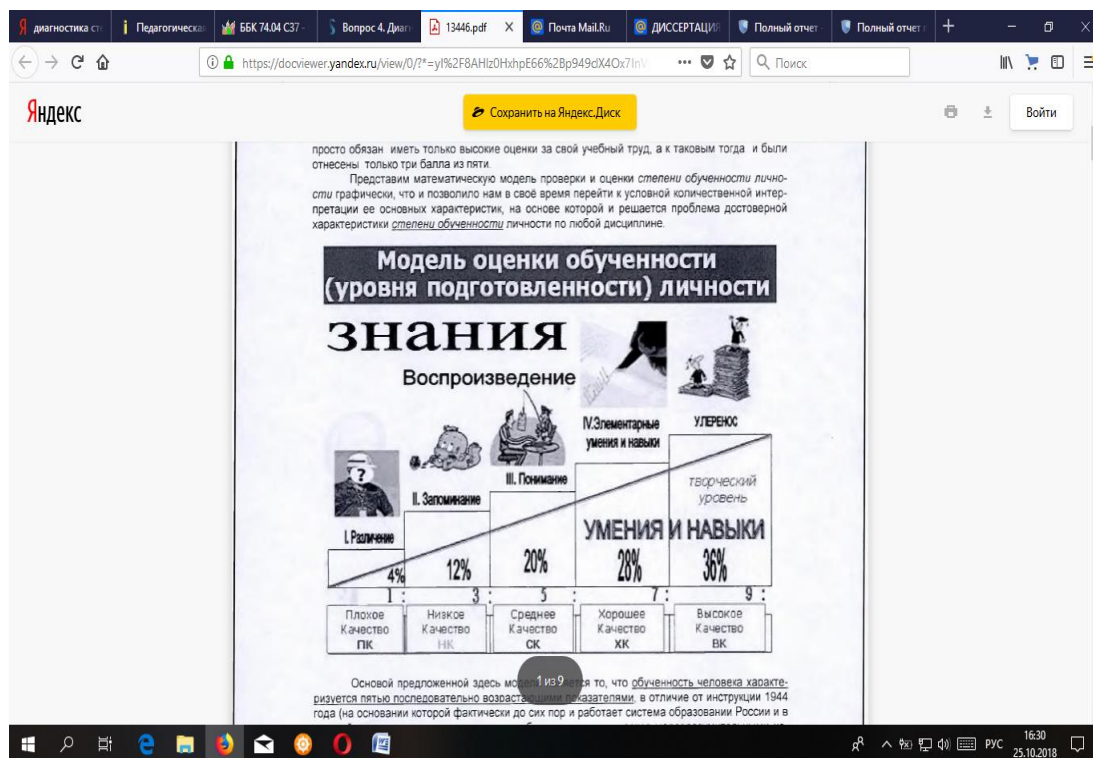 диагностика сте
Педагогическая
ББК 74.04 С37 -
Вопрос 4. Диагн
13446.pdf
Почта Mail.Ru
ДИССЕРТАЦИЯ
Полный отчет -
Полный отчет с
https://docviewer.yandex.ru/view/0/?*=
Поиск
Яндекс
Сохранить на Яндекс.Диск
Войти
просто обязан иметь только высокие оценки за свой учебный труд, а к таковым тогда и были
отнесены только три балла из пяти.
Представим математическую модель проверки и оценки степени обученности лично-
сти графически, что и позволило нам в своё время перейти к условной количественной интер-
претации ее основных характеристик, на основе которой и решается проблема достоверной
характеристики степени обученности личности по любой дисциплине.
Модель оценки обученности
(уровня подготовленности) личности
знания
Воспроизведение
IV.Элементарные
умения и навыки
V.ПЕРЕНОС
III. Понимание
II. Запоминание
I. Различение
творческий
уровень
УМЕНИЯ И НАВЫКИ
4% 12% 20% 28% 36%
1 : 3 : 5 : 7 : 9 :
Плохое Низкое Среднее Хорошее Высокое
Качество Качество Качество Качество Качество
ПК НК СК ХК ВК
1 из 9
Основой предложенной здесь то, что обученность человека характе-
ризуется пятью последовательно возрастающими показателями, в отличие от инструкции 1944
года (на основании которой фактически до сих пор и работает система образовании России и в
РУС
16:30
25.10.2018